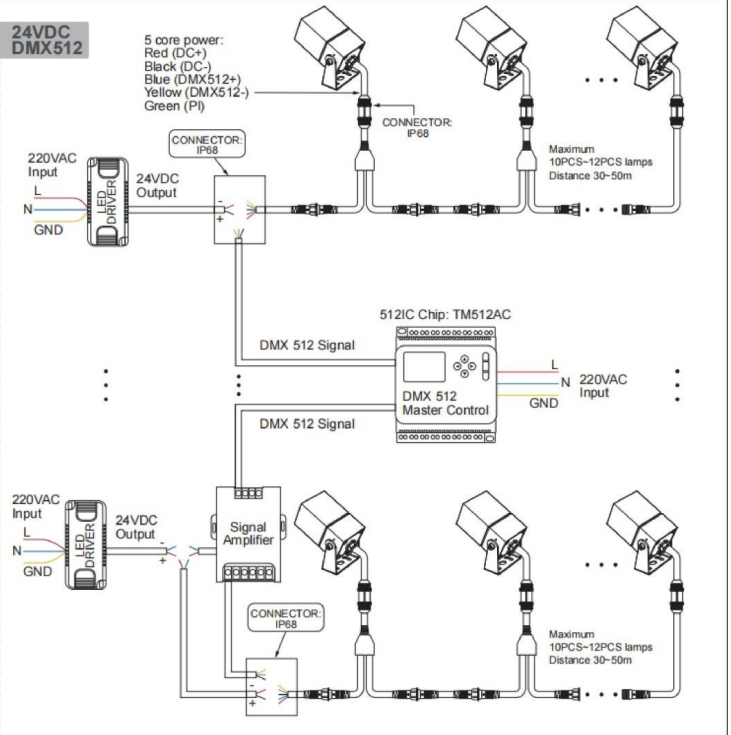 24VDC
DMX512
5 core power:
Red (DC+)
Black (DC-)
Blue (DMX512+)
Yellow (DMX512-)
Green (PI)
CONNECTOR:
IP68
CONNECTOR:
IP68
Maximum
10PCS~12PCS lamps
Distance 30~50m
220VAC
Input
L
N
GND
LED
DRIVER
24VDC
Output
-
+
512IC Chip: TM512AC
DMX 512 Signal
DMX 512
Master Control
L
N
GND
220VAC
Input
DMX 512 Signal
220VAC
Input
L
N
GND
LED
DRIVER
24VDC
Output
-
+
Signal
Amplifier
CONNECTOR:
IP68
-
+
Maximum
10PCS~12PCS lamps
Distance 30~50m